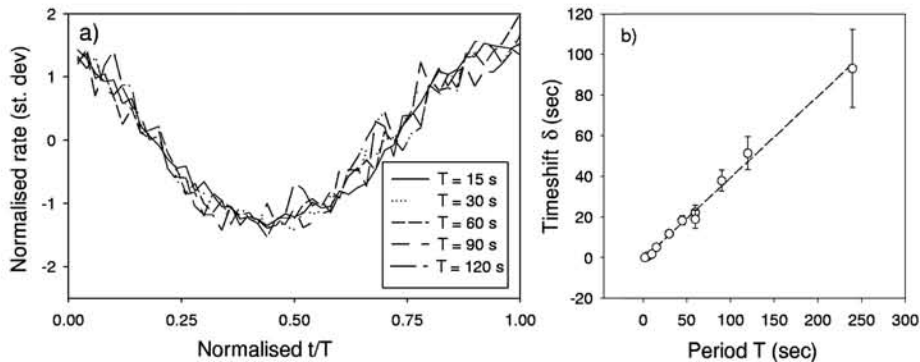 a)
Normalised rate (st. dev)
2
1
0
-1
-2
T = 15 s
T = 30 s
T = 60 s
T = 90 s
T = 120 s
0.00 0.25 0.50 0.75 1.00
Normalised t/T
b)
Timeshift δ (sec)
120
100
80
60
40
20
0
-20
0 50 100 150 200 250 300
Period T (sec)